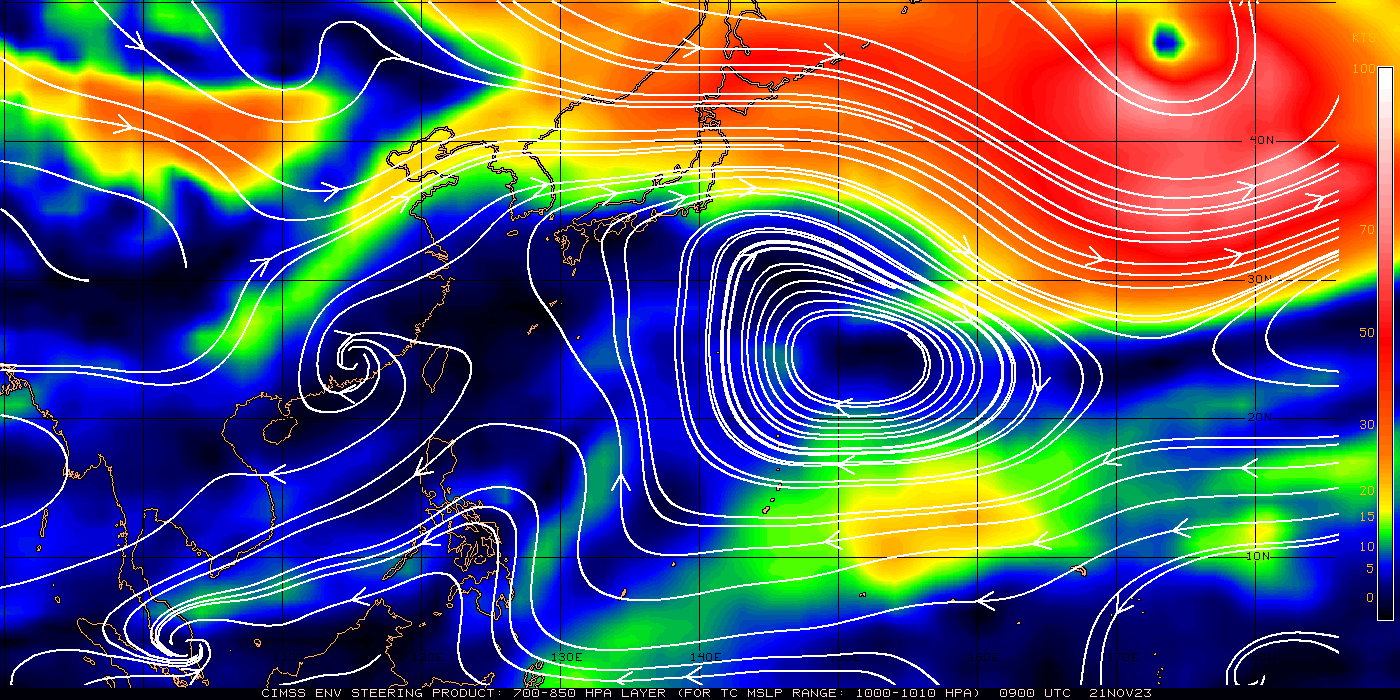 KTS
100
40N
70
30N
50
20N
30
20
15
10N
10
5
0
130E 140E
CIMSS ENV STEERING PRODUCT: 700-850 HPA LAYER (FOR TC MSLP RANGE: 1000-1010 HPA) 0900 UTC 21NOV23